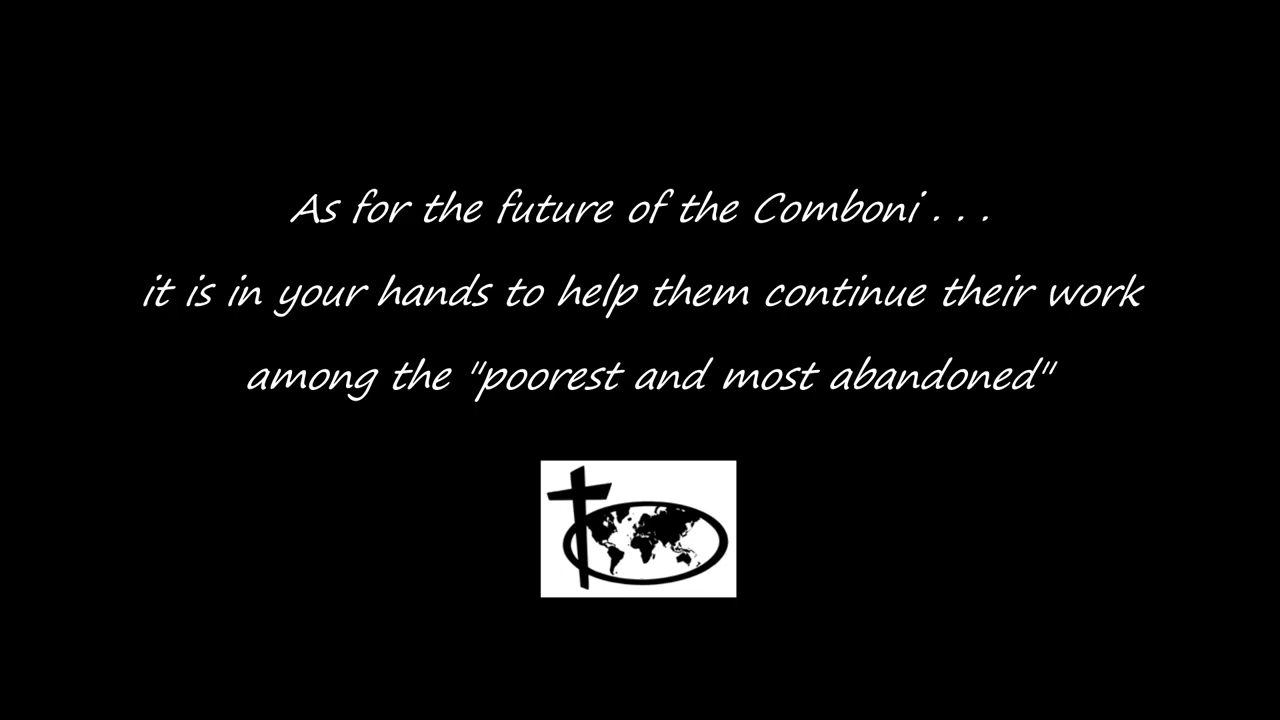 As for the future of the Comboni . . .
it is in your hands to help them continue their work
among the "poorest and most abandoned"